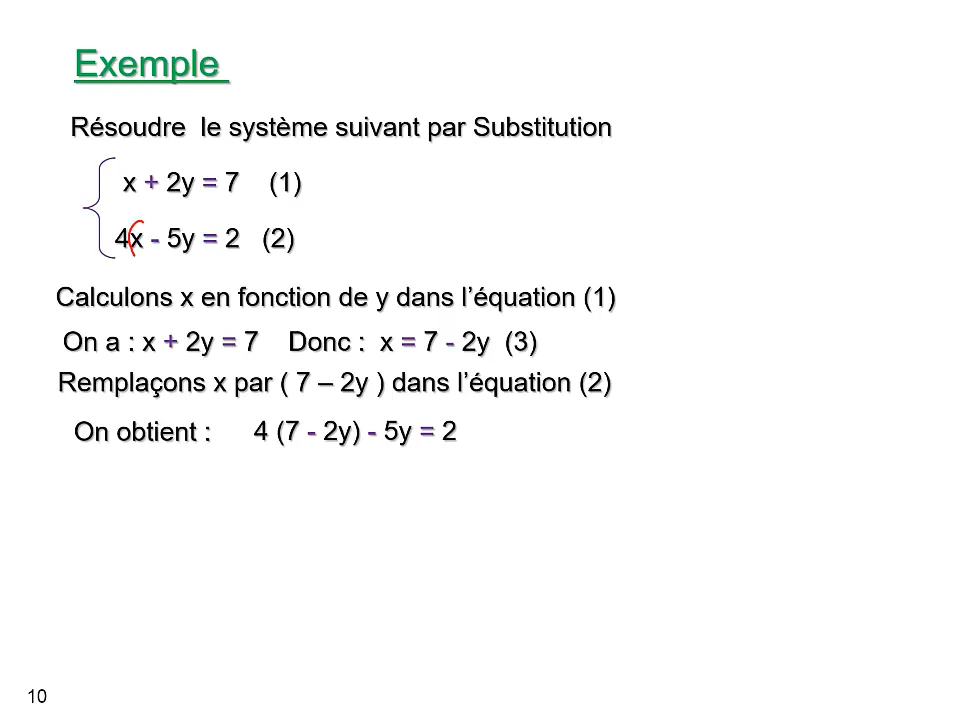 Exemple
Résoudre le système suivant par Substitution
x + 2y = 7 (1)
4x - 5y = 2 (2)
Calculons x en fonction de y dans l’équation (1)
On a : x + 2y = 7 Donc : x = 7 - 2y (3)
Remplaçons x par ( 7 – 2y ) dans l’équation (2)
On obtient : 4 (7 - 2y) - 5y = 2
10